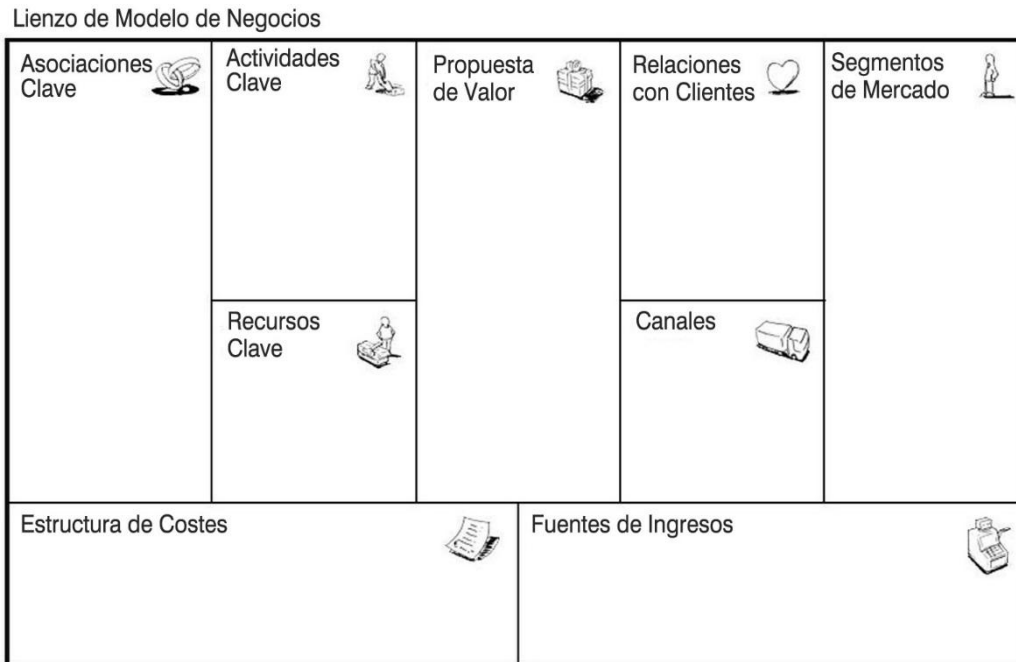 Lienzo de Modelo de Negocios
Asociaciones
Clave
Actividades
Clave
Propuesta
de Valor
Relaciones
con Clientes
Segmentos
de Mercado
Recursos
Clave
Canales
Estructura de Costes
Fuentes de Ingresos